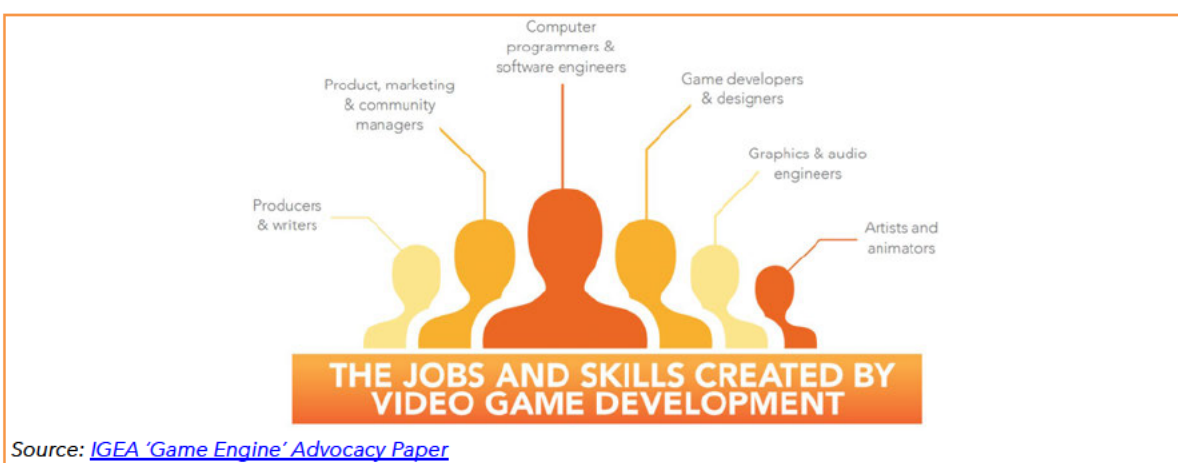 Computer
programmers &
software engineers
Product, marketing
& community
managers
Game developers
& designers
Graphics & audio
engineers
Producers
& writers
Artists and
animators
THE JOBS AND SKILLS CREATED BY
VIDEO GAME DEVELOPMENT
Source: IGEA ‘Game Engine’ Advocacy Paper